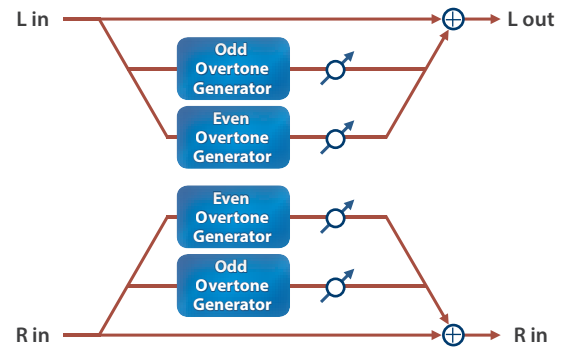 L in
L out
Odd
Overtone
Generator
Even
Overtone
Generator
Even
Overtone
Generator
Odd
Overtone
Generator
R in
R in